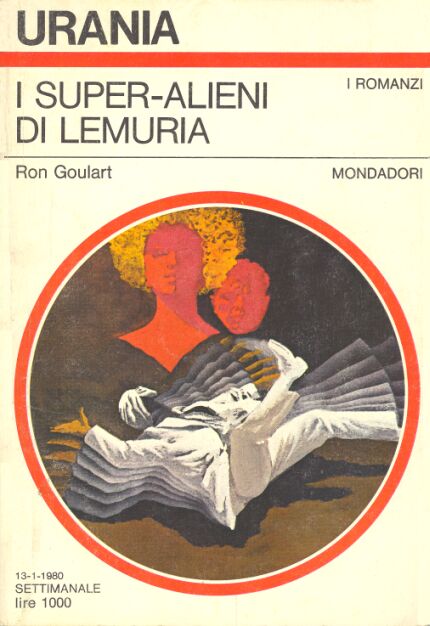 URANIA
I SUPER-ALIENI
DI LEMURIA
I ROMANZI
Ron Goulart
MONDADORI
13-1-1980
SETTIMANALE
lire 1000